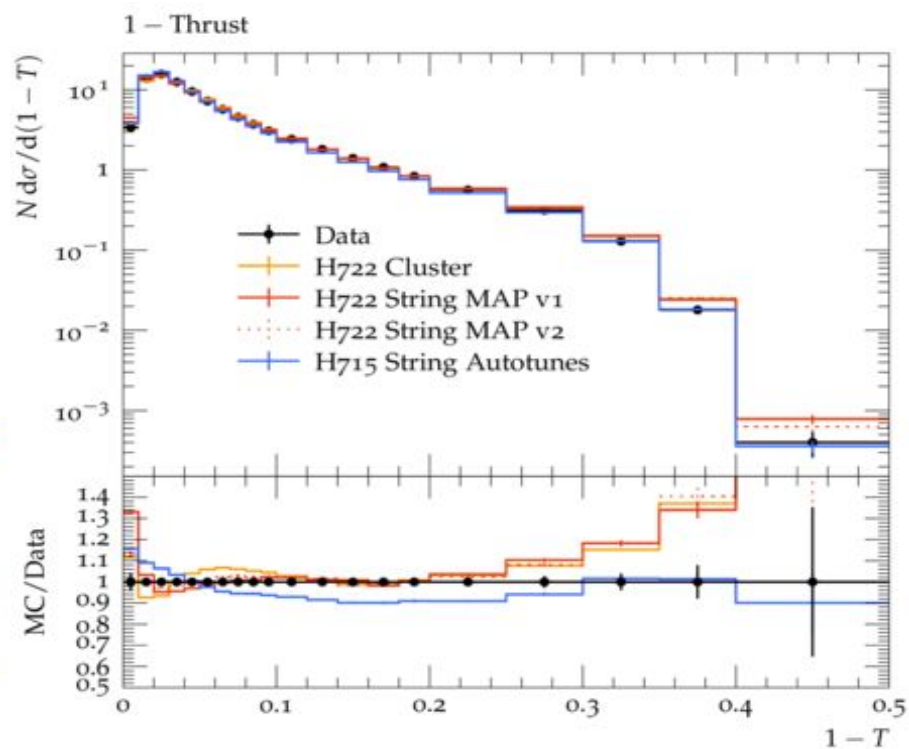 1 − Thrust
N dσ/d(1 − T)
10¹
1
10⁻¹
10⁻²
10⁻³
Data
H722 Cluster
H722 String MAP v1
H722 String MAP v2
H715 String Autotunes
MC/Data
1.4
1.3
1.2
1.1
1
0.9
0.8
0.7
0.6
0.5
0 0.1 0.2 0.3 0.4 0.5
1 − T